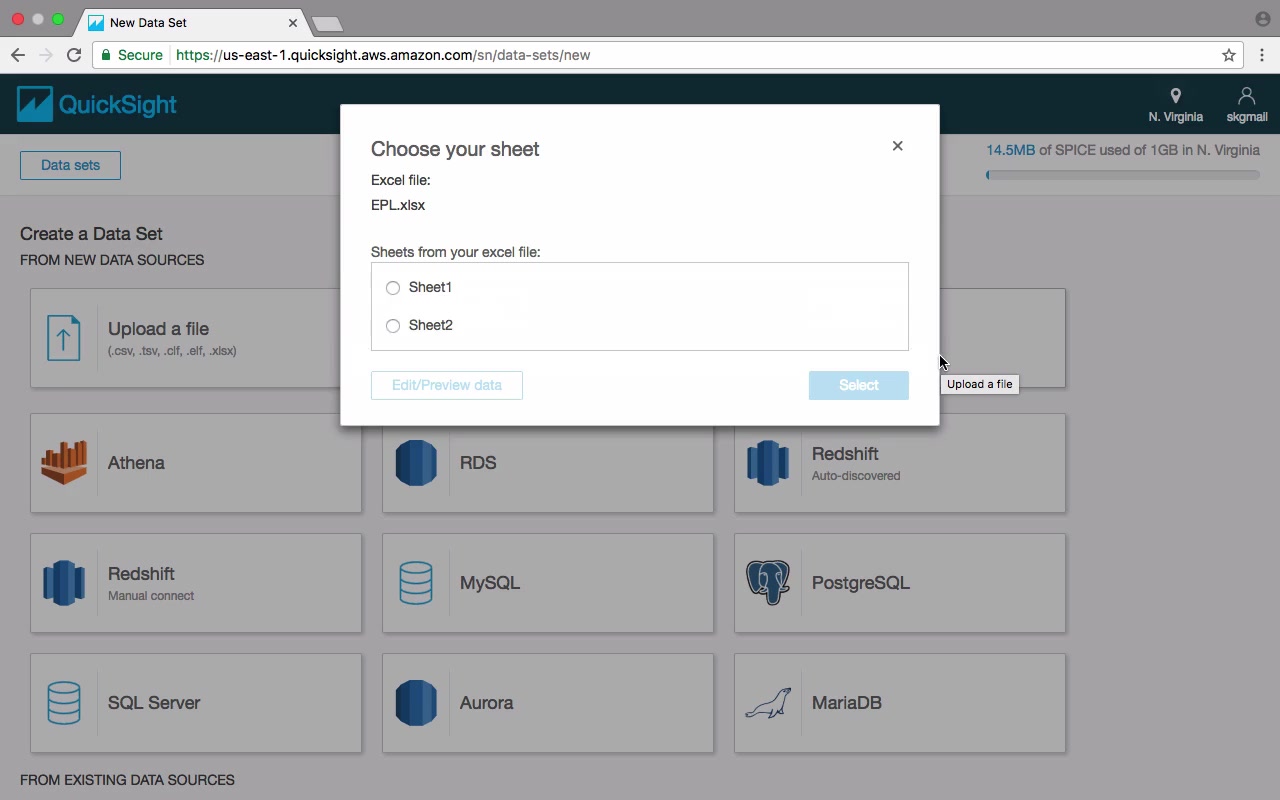 New Data Set
Secure https://us-east-1.quicksight.aws.amazon.com/sn/data-sets/new
QuickSight
N. Virginia
skgmail
Data sets
14.5MB of SPICE used of 1GB in N. Virginia
Choose your sheet
Excel file:
EPL.xlsx
Sheets from your excel file:
Sheet1
Sheet2
Edit/Preview data
Select
Upload a file
Create a Data Set
FROM NEW DATA SOURCES
Upload a file
(.csv, .tsv, .clf, .elf, .xlsx)
Athena
RDS
Redshift
Auto-discovered
Redshift
Manual connect
MySQL
PostgreSQL
SQL Server
Aurora
MariaDB
FROM EXISTING DATA SOURCES